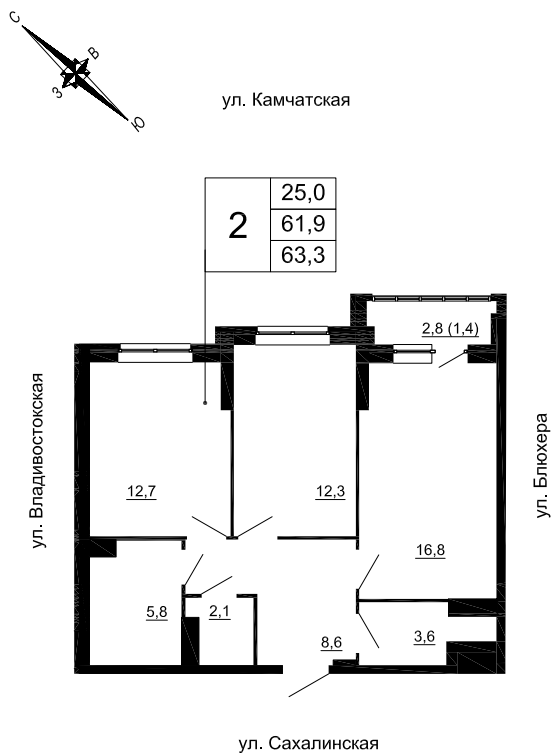 С
В
З
Ю
ул. Камчатская
2
25,0
61,9
63,3
2,8 (1,4)
ул. Владивостокская
ул. Блюхера
12,7
12,3
16,8
5,8
2,1
8,6
3,6
ул. Сахалинская